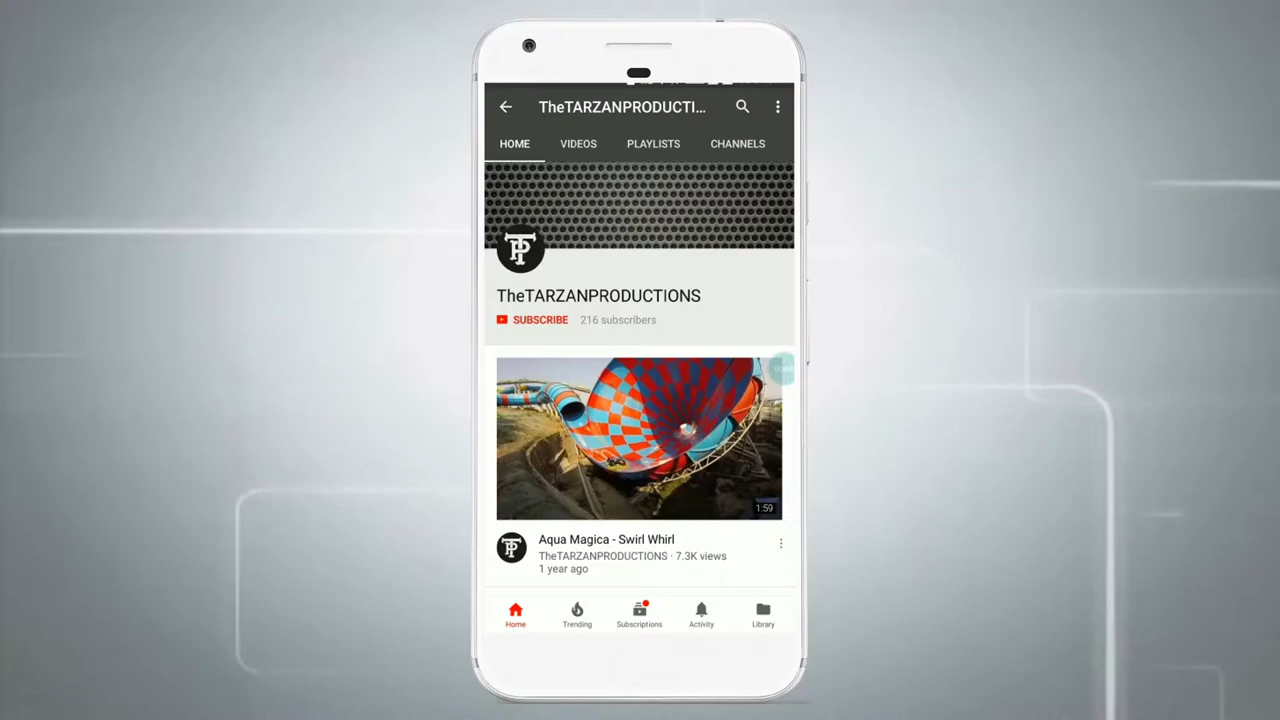 TheTARZANPRODUCTI...
HOME VIDEOS PLAYLISTS CHANNELS
TheTARZANPRODUCTIONS
SUBSCRIBE 216 subscribers
1:59
Aqua Magica - Swirl Whirl
TheTARZANPRODUCTIONS · 7.3K views
1 year ago
Home Trending Subscriptions Activity Library